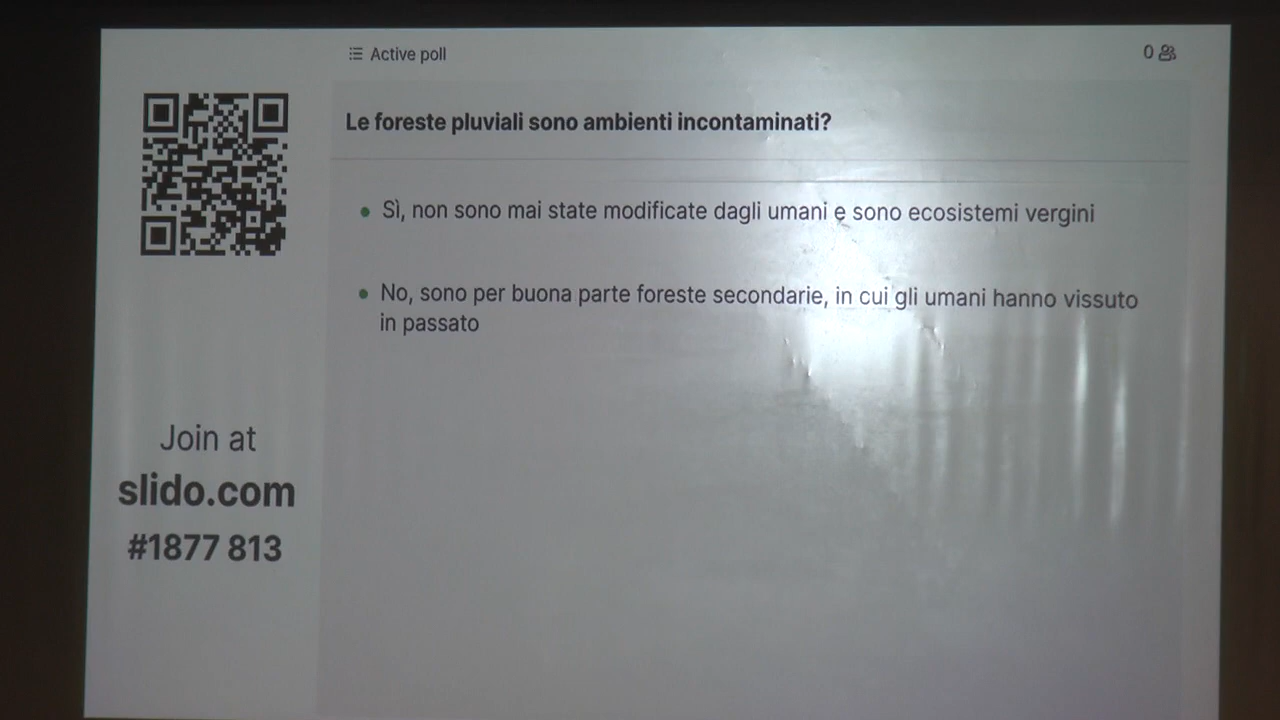 Active poll
0
Le foreste pluviali sono ambienti incontaminati?
Sì, non sono mai state modificate dagli umani e sono ecosistemi vergini
No, sono per buona parte foreste secondarie, in cui gli umani hanno vissuto
in passato
Join at
slido.com
#1877 813